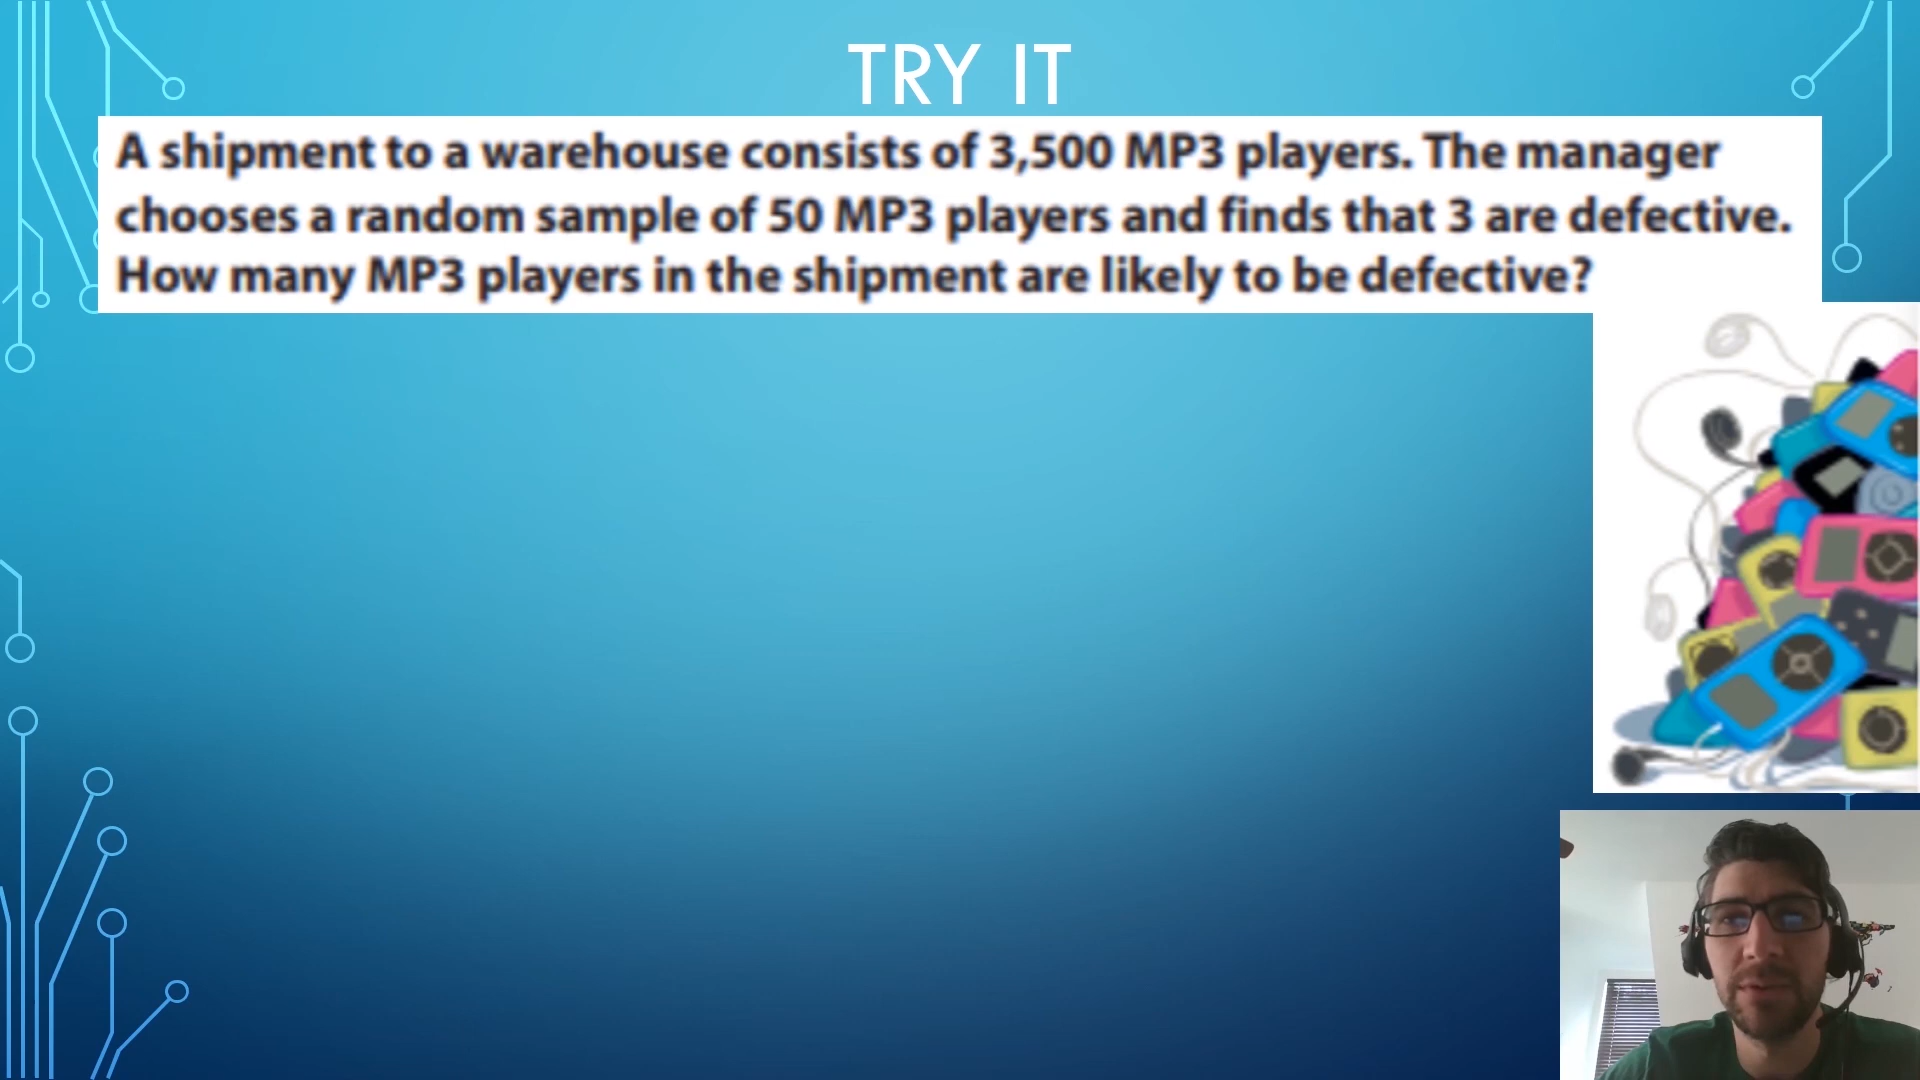 TRY IT
A shipment to a warehouse consists of 3,500 MP3 players. The manager
chooses a random sample of 50 MP3 players and finds that 3 are defective.
How many MP3 players in the shipment are likely to be defective?